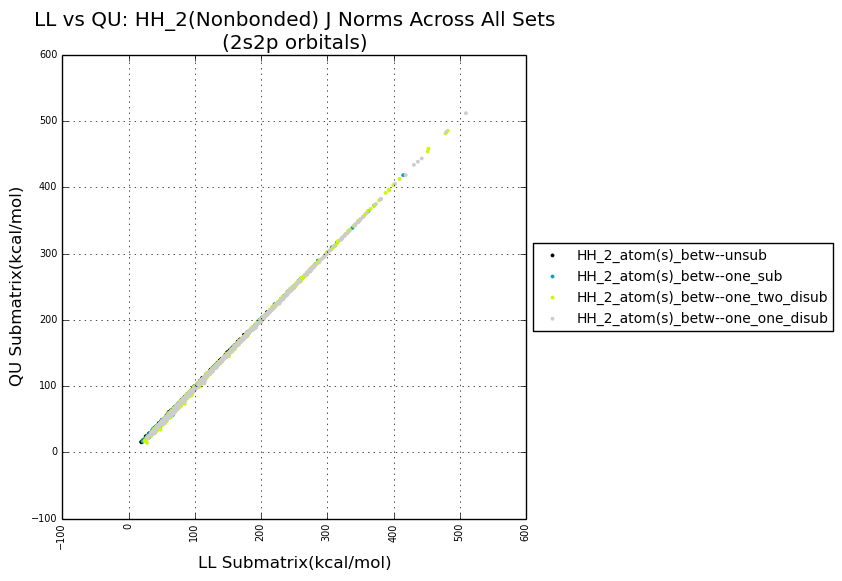 LL vs QU: HH_2(Nonbonded) J Norms Across All Sets
(2s2p orbitals)
600
500
400
300
200
100
0
−100
QU Submatrix(kcal/mol)
−100
0
100
200
300
400
500
600
LL Submatrix(kcal/mol)
HH_2_atom(s)_betw--unsub
HH_2_atom(s)_betw--one_sub
HH_2_atom(s)_betw--one_two_disub
HH_2_atom(s)_betw--one_one_disub